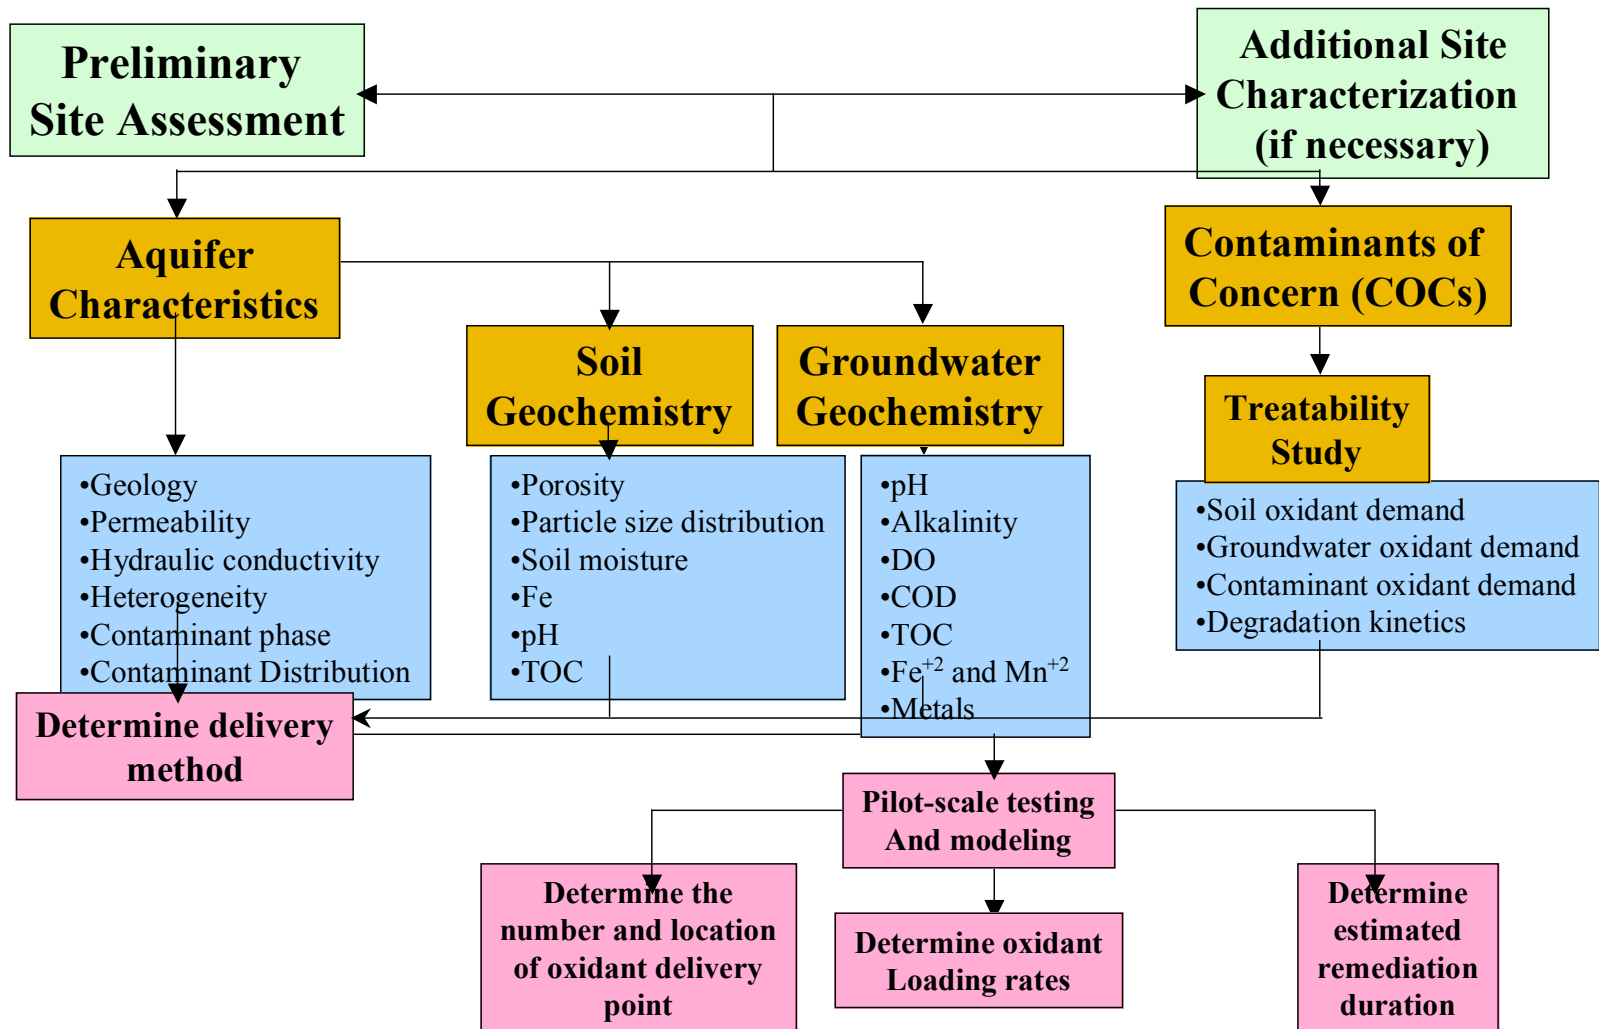 Preliminary
Site Assessment
Additional Site
Characterization
(if necessary)
Aquifer
Characteristics
Contaminants of
Concern (COCs)
Soil
Geochemistry
Groundwater
Geochemistry
Treatability
Study
•Geology
•Permeability
•Hydraulic conductivity
•Heterogeneity
•Contaminant phase
•Contaminant Distribution
•Porosity
•Particle size distribution
•Soil moisture
•Fe
•pH
•TOC
•pH
•Alkalinity
•DO
•COD
•TOC
•Fe⁺² and Mn⁺²
•Metals
•Soil oxidant demand
•Groundwater oxidant demand
•Contaminant oxidant demand
•Degradation kinetics
Determine delivery
method
Pilot-scale testing
And modeling
Determine the
number and location
of oxidant delivery
point
Determine oxidant
Loading rates
Determine
estimated
remediation
duration